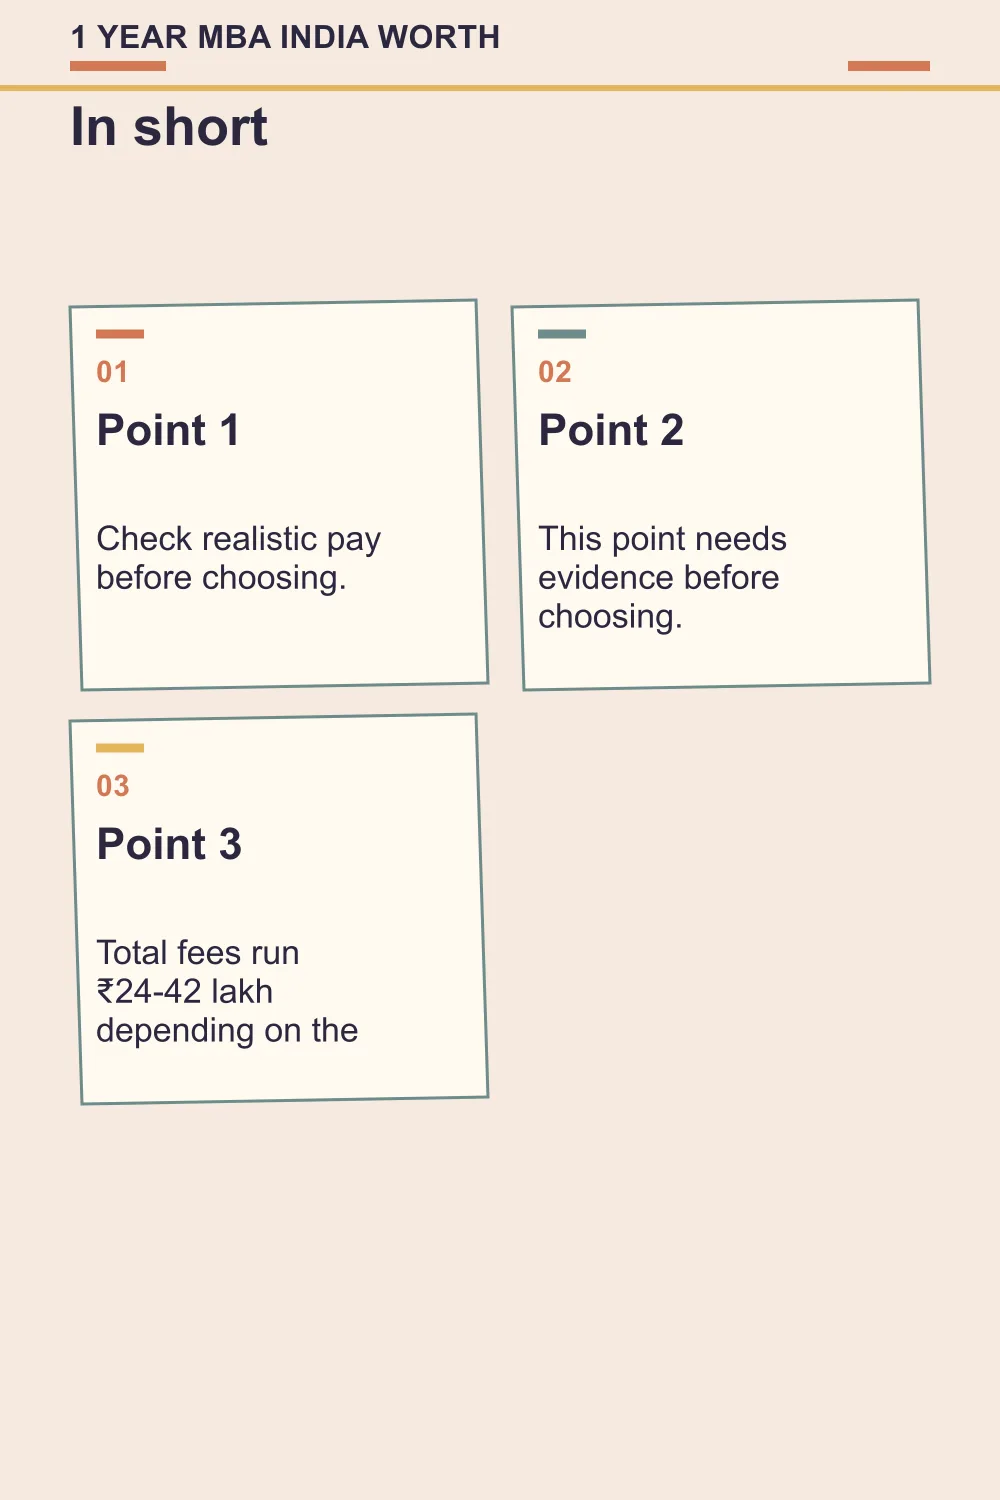 1 YEAR MBA INDIA WORTH
In short
01
Point 1
Check realistic pay
before choosing.
02
Point 2
This point needs
evidence before
choosing.
03
Point 3
Total fees run
₹24-42 lakh
depending on the